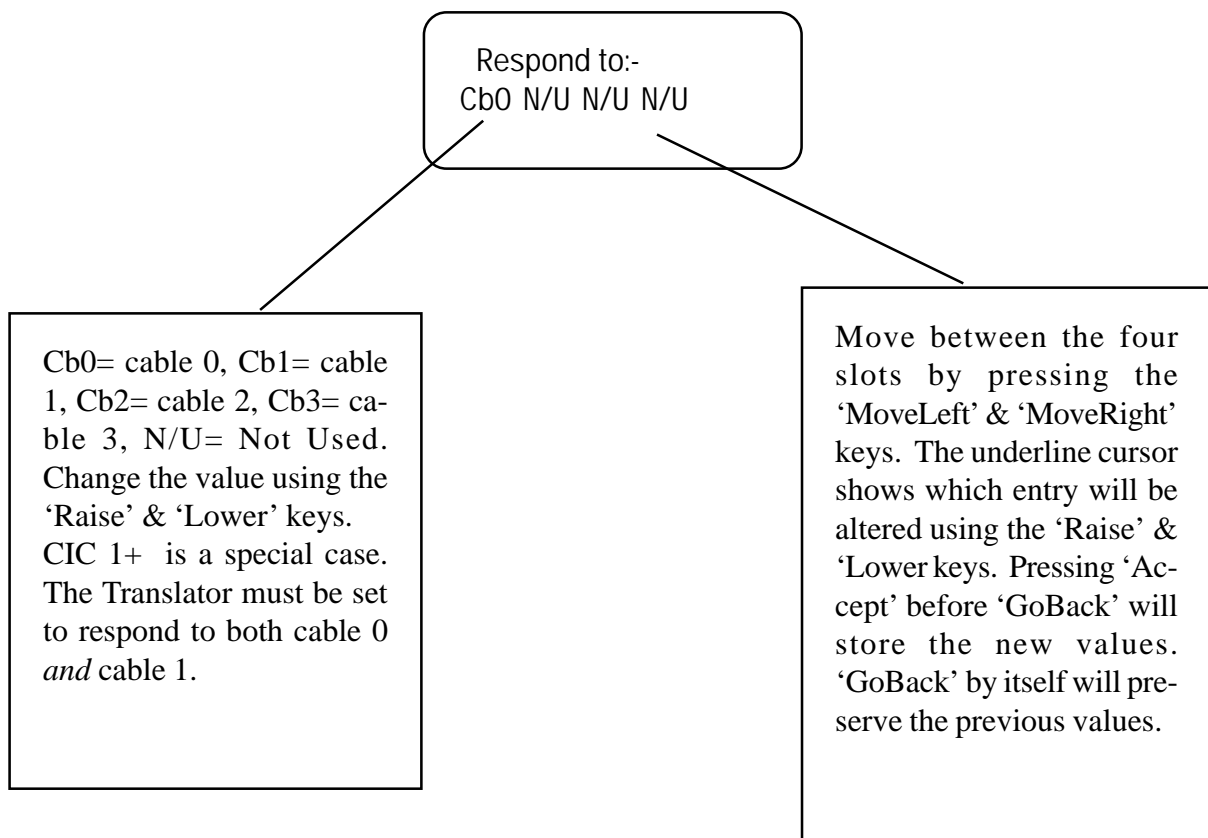 Respond to:-
Cb0 N/U N/U N/U
Cb0= cable 0, Cb1= cable
1, Cb2= cable 2, Cb3= ca-
ble 3, N/U= Not Used.
Change the value using the
‘Raise’ & ‘Lower’ keys.
CIC 1+ is a special case.
The Translator must be set
to respond to both cable 0
and cable 1.
Move between the four
slots by pressing the
‘MoveLeft’ & ‘MoveRight’
keys. The underline cursor
shows which entry will be
altered using the ‘Raise’ &
‘Lower keys. Pressing ‘Ac-
cept’ before ‘GoBack’ will
store the new values.
‘GoBack’ by itself will pre-
serve the previous values.